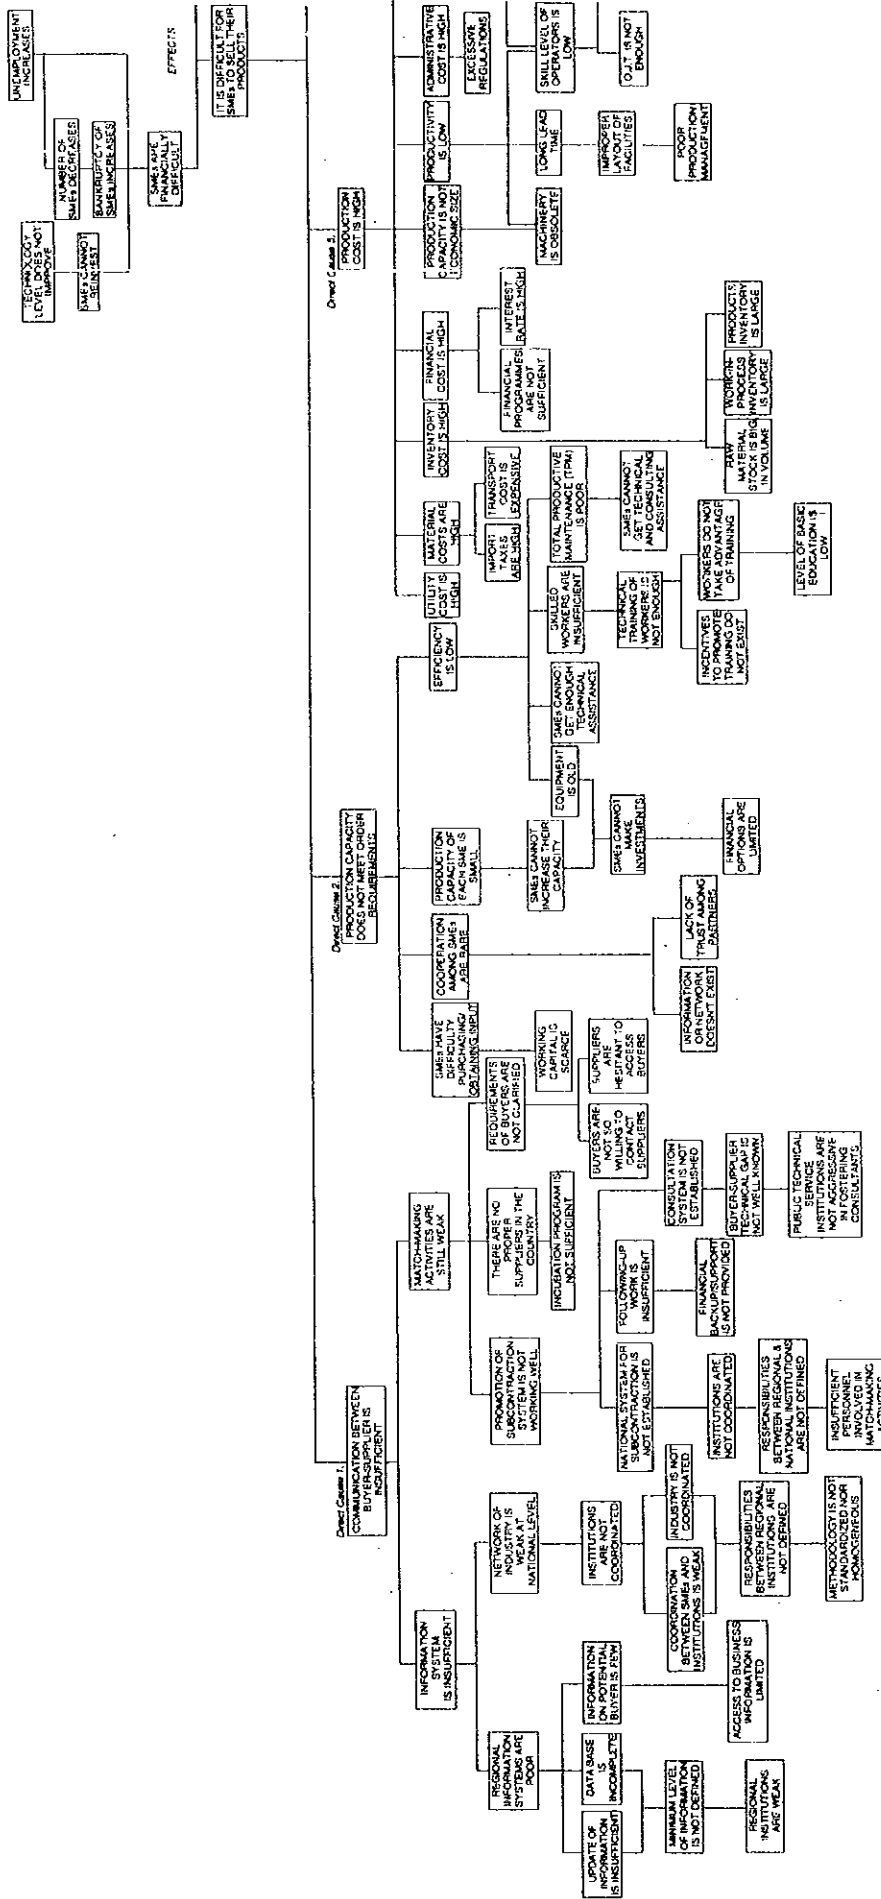 UNEMPLOYMENT
INCREASES
NUMBER OF
SMEs DECREASES
BANKRUPTCY OF
SMEs INCREASES
TECHNOLOGY
LEVEL DOES NOT
IMPROVE
SMEs CANNOT
REINVEST
SMEs ARE
FINANCIALLY
DIFFICULT
EFFECTS
IT IS DIFFICULT FOR
SMEs TO SELL THEIR
PRODUCTS
Direct Cause 1.
COMMUNICATION BETWEEN
BUYER-SUPPLIER IS
INSUFFICIENT
INFORMATION
SYSTEM
IS INSUFFICIENT
REGIONAL
INFORMATION
SYSTEMS ARE
POOR
UPDATE OF
INFORMATION
IS INSUFFICIENT
DATA BASE
IS
INCOMPLETE
INFORMATION
ON POTENTIAL
BUYER IS FEW
MINIMUM LEVEL
OF INFORMATION
IS NOT DEFINED
REGIONAL
INSTITUTIONS
ARE WEAK
ACCESS TO BUSINESS
INFORMATION IS
LIMITED
NETWORK OF
INDUSTRY IS
WEAK AT
NATIONAL LEVEL
INSTITUTIONS
ARE NOT
COORDINATED
COORDINATION
BETWEEN SMEs AND
INSTITUTIONS IS WEAK
INDUSTRY IS NOT
COORDINATED
RESPONSIBILITIES
BETWEEN REGIONAL
INSTITUTIONS ARE
NOT DEFINED
METHODOLOGY IS NOT
STANDARDIZED NOR
HOMOGENEOUS
MATCH-MAKING
ACTIVITIES ARE
STILL WEAK
PROMOTION OF
SUBCONTRACTION
SYSTEM IS NOT
WORKING WELL
NATIONAL SYSTEM FOR
SUBCONTRACTION IS
NOT ESTABLISHED
INSTITUTIONS ARE
NOT COORDINATED
RESPONSIBILITIES
BETWEEN REGIONAL &
NATIONAL INSTITUTIONS
ARE NOT DEFINED
INSUFFICIENT
PERSONNEL
INVOLVED IN
MATCH-MAKING
FOLLOWING-UP
WORK IS
INSUFFICIENT
FINANCIAL
BACKUP/SUPPORT
IS NOT PROVIDED
CONSULTATION
SYSTEM IS NOT
ESTABLISHED
BUYER-SUPPLIER
TECHNICAL GAP IS
NOT WELL KNOWN
PUBLIC TECHNICAL
SERVICE
INSTITUTIONS ARE
NOT AGGRESSIVE
IN FOSTERING
CONSULTANTS
THERE ARE NO
PROPER
SUPPLIERS IN THE
COUNTRY
INCUBATION PROGRAM IS
NOT SUFFICIENT
REQUIREMENTS
OF BUYERS ARE
NOT CLARIFIED
BUYERS ARE
NOT SO
WILLING TO
CONTACT
SUPPLIERS
SUPPLIERS
ARE
HESITANT TO
ACCESS
BUYERS
Direct Cause 2.
PRODUCTION CAPACITY
DOES NOT MEET ORDER
REQUIREMENTS
SMEs HAVE
DIFFICULTY
PURCHASING/
OBTAINING INPUT
WORKING
CAPITAL IS
SCARCE
COOPERATION
AMONG SMEs
ARE RARE
INFORMATION
OR NETWORK
DOESN'T EXIST
LACK OF
TRUST AMONG
PARTNERS
PRODUCTION
CAPACITY OF
EACH SME IS
SMALL
SMEs CANNOT
INCREASE THEIR
CAPACITY
SMEs CANNOT
MAKE
INVESTMENTS
FINANCIAL
OPTIONS ARE
LIMITED
EFFICIENCY
IS LOW
EQUIPMENT
IS OLD
SMEs CANNOT
GET ENOUGH
TECHNICAL
ASSISTANCE
SKILLED
WORKERS ARE
INSUFFICIENT
TECHNICAL
TRAINING OF
WORKERS IS
NOT ENOUGH
INCENTIVES
TO PROMOTE
TRAINING DO
NOT EXIST
WORKERS DO NOT
TAKE ADVANTAGE
OF TRAINING
LEVEL OF BASIC
EDUCATION IS
LOW
TOTAL PRODUCTIVE
MAINTENANCE (TPM)
IS POOR
SMEs CANNOT
GET TECHNICAL
AND CONSULTING
ASSISTANCE
Direct Cause 3.
PRODUCTION
COST IS HIGH
UTILITY
COST IS
HIGH
MATERIAL
COSTS ARE
HIGH
IMPORT
TAXES
ARE HIGH
TRANSPORT
COST IS
EXPENSIVE
INVENTORY
COST IS HIGH
RAW
MATERIAL
STOCK IS BIG
IN VOLUME
WORK-IN-
PROCESS
INVENTORY
IS LARGE
PRODUCTS
INVENTORY
IS LARGE
FINANCIAL
COST IS HIGH
FINANCIAL
PROGRAMMES
ARE NOT
SUFFICIENT
INTEREST
RATE IS HIGH
PRODUCTION
CAPACITY IS NOT
ECONOMIC SIZE
MACHINERY
IS OBSOLETE
PRODUCTIVITY
IS LOW
LONG LEAD
TIME
IMPROPER
LAYOUT OF
FACILITIES
POOR
PRODUCTION
MANAGEMENT
SKILL LEVEL OF
OPERATORS IS
LOW
O.J.T. IS NOT
ENOUGH
ADMINISTRATIVE
COST IS HIGH
EXCESSIVE
REGULATIONS